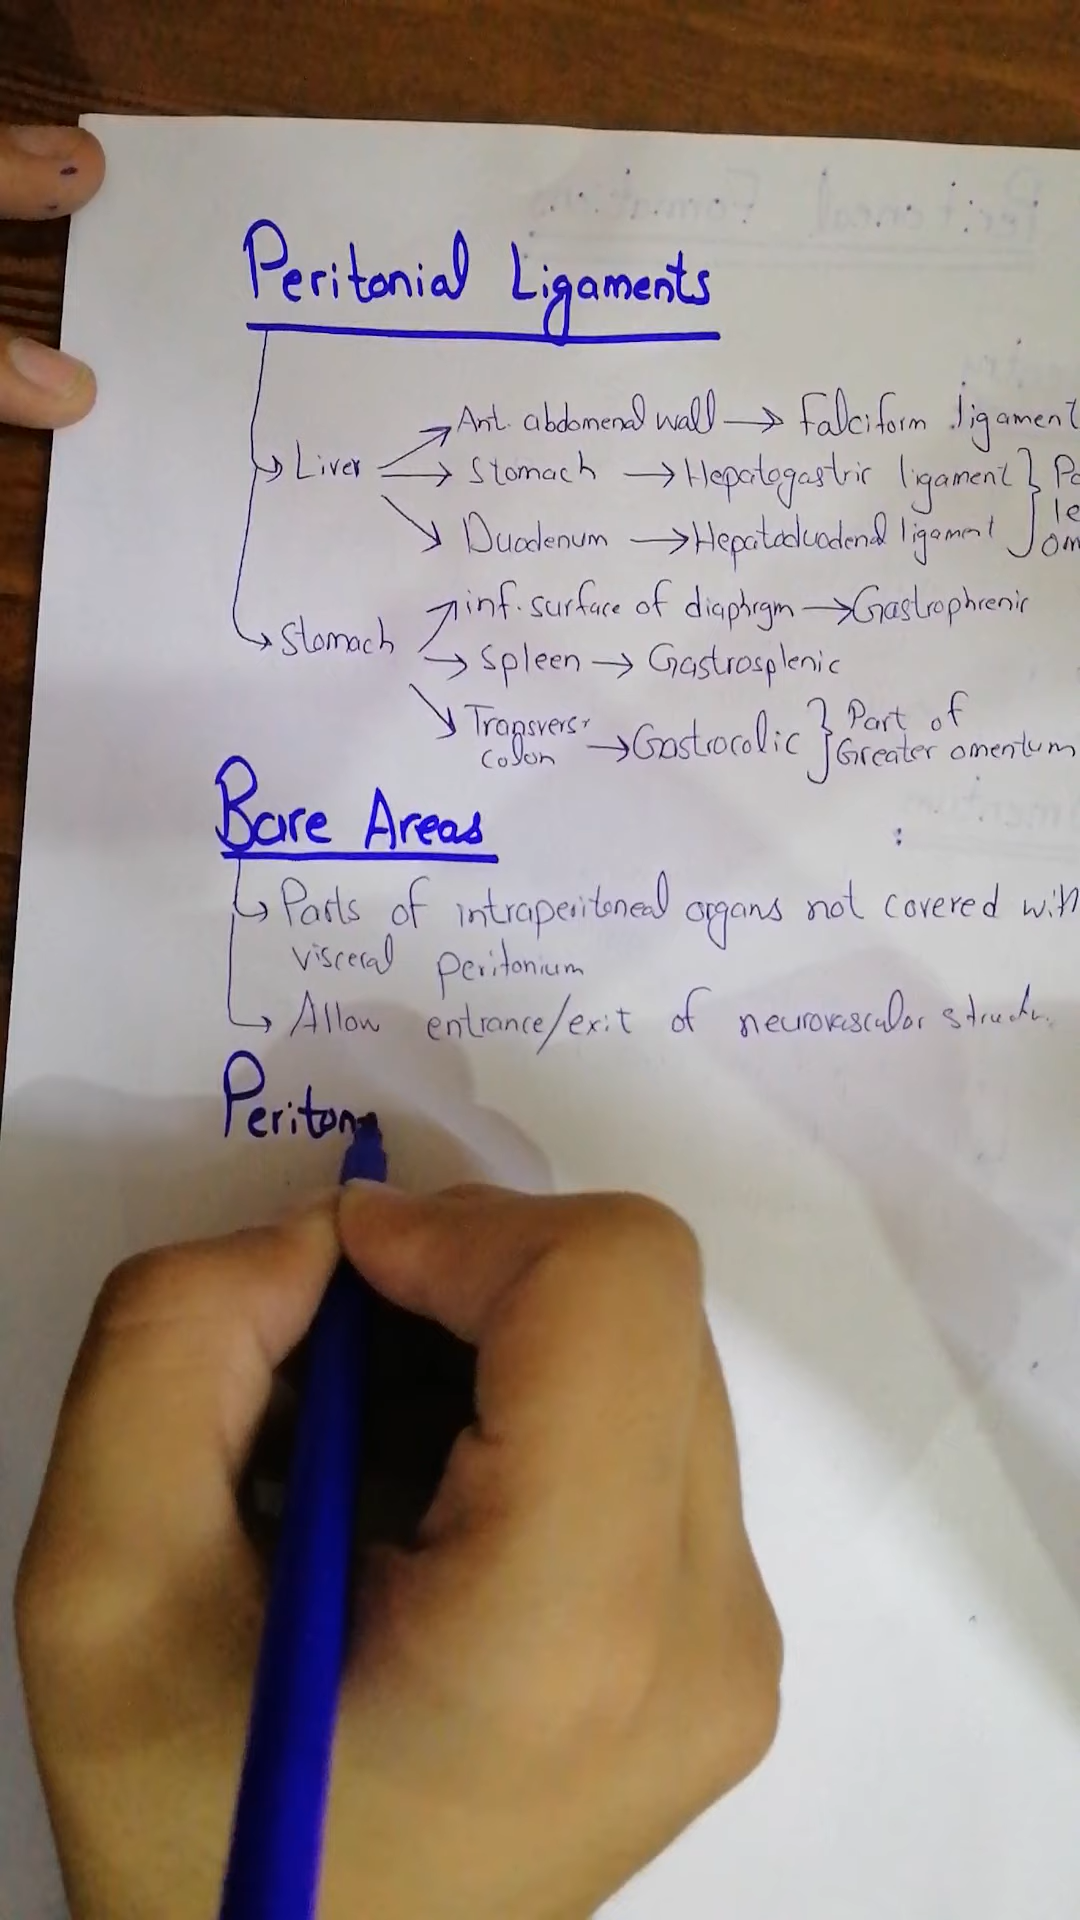 Peritonial Ligaments
Ant. abdomenal wall → Falciform ligament
Liver → Stomach → Hepatogastric ligament }
Duodenum → Hepatoduodenal ligament
inf. surface of diaphrgm → Gastrophrenic
Stomach → Spleen → Gastrosplenic
Transvers. colon → Gastrocolic } Part of Greater omentum
Bare Areas
Parts of intraperitoneal organs not covered with
visceral peritonium
Allow entrance/exit of neurovascular
Periton